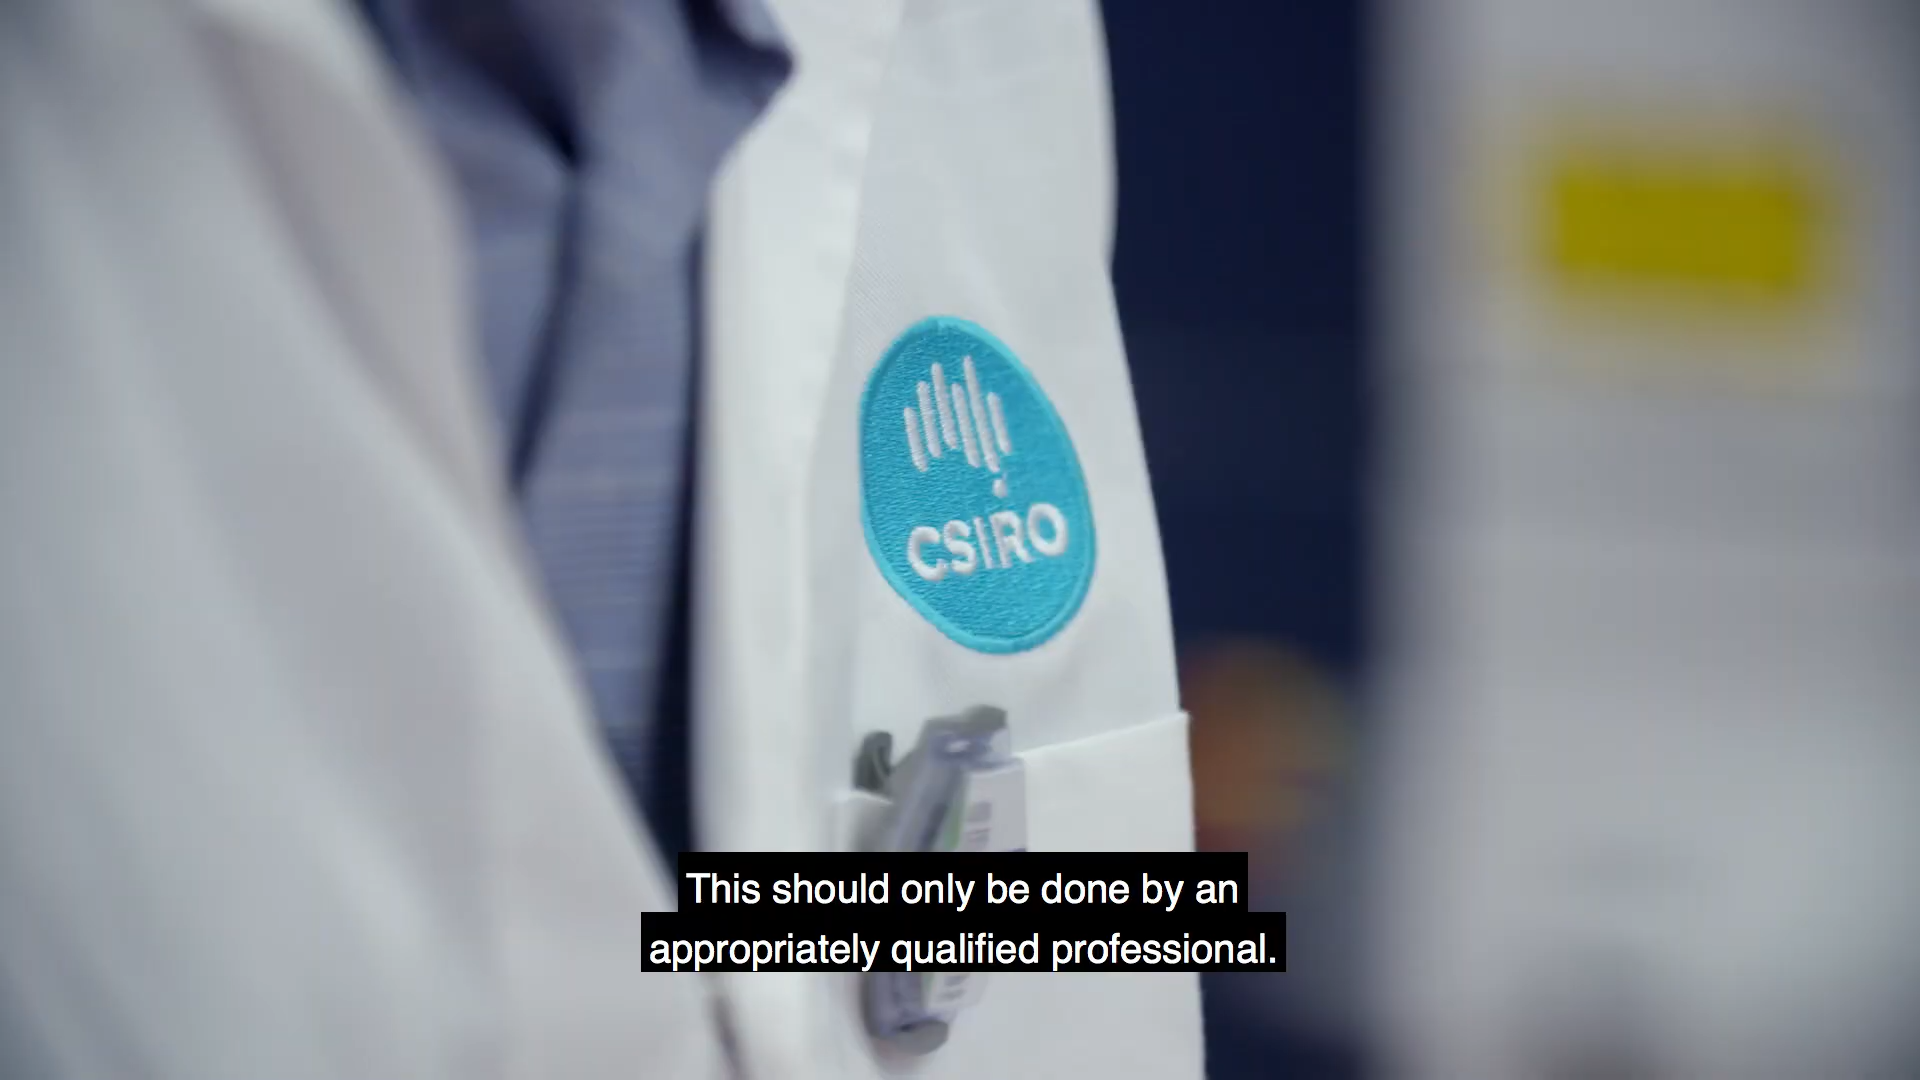 CSIRO
This should only be done by an
appropriately qualified professional.